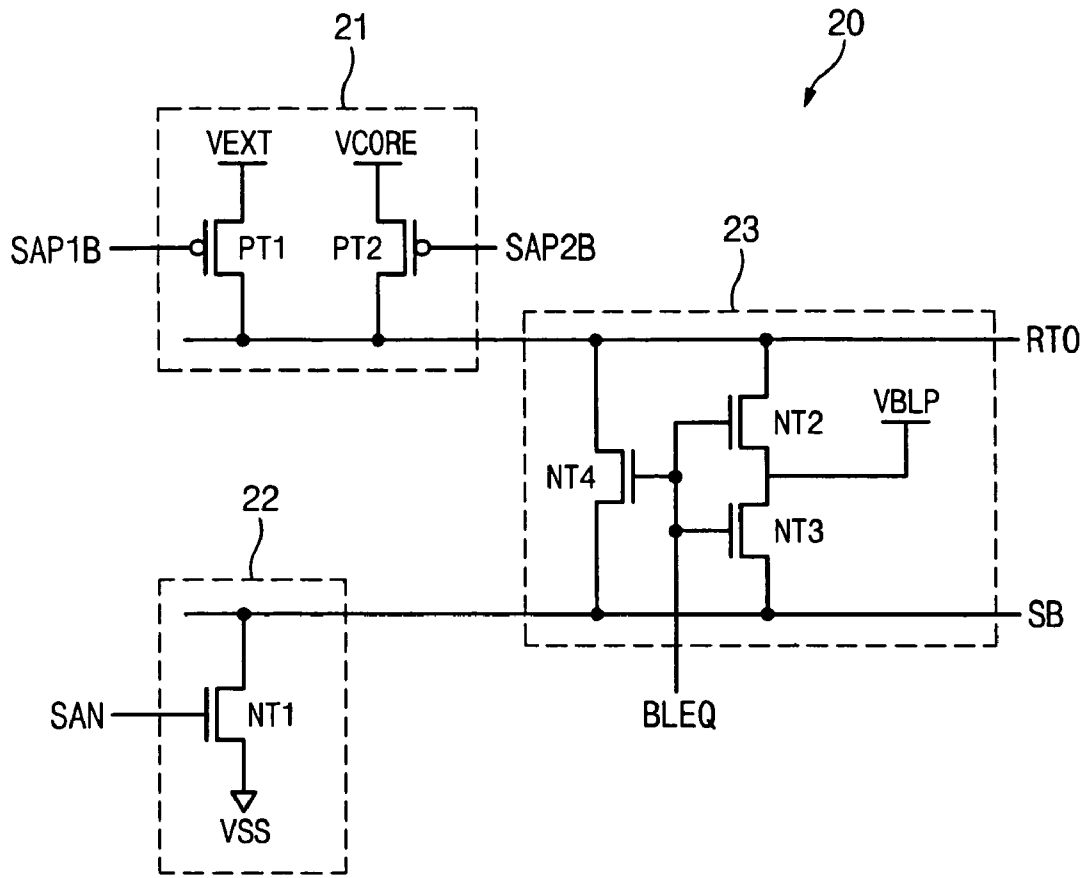 20
21
VEXT VCORE
SAP1B PT1 PT2 SAP2B
23
RTO
VBLP
NT2
NT4
NT3
22
SB
SAN NT1
BLEQ
VSS